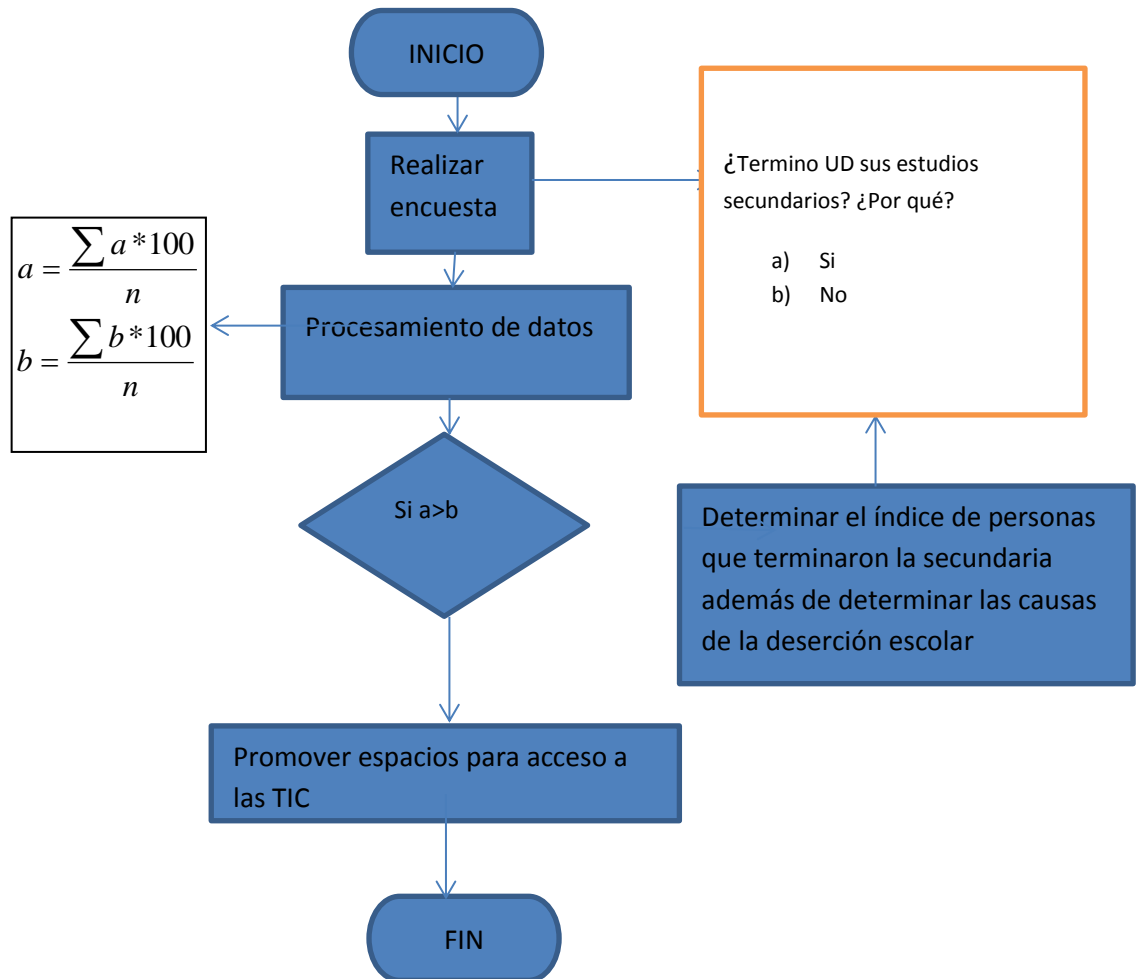 INICIO
Realizar
encuesta
¿Termino UD sus estudios
secundarios? ¿Por qué?
a) Si
b) No
a = ∑ a * 100 / n
b = ∑ b * 100 / n
Procesamiento de datos
Si a>b
Determinar el índice de personas
que terminaron la secundaria
además de determinar las causas
de la deserción escolar
Promover espacios para acceso a
las TIC
FIN